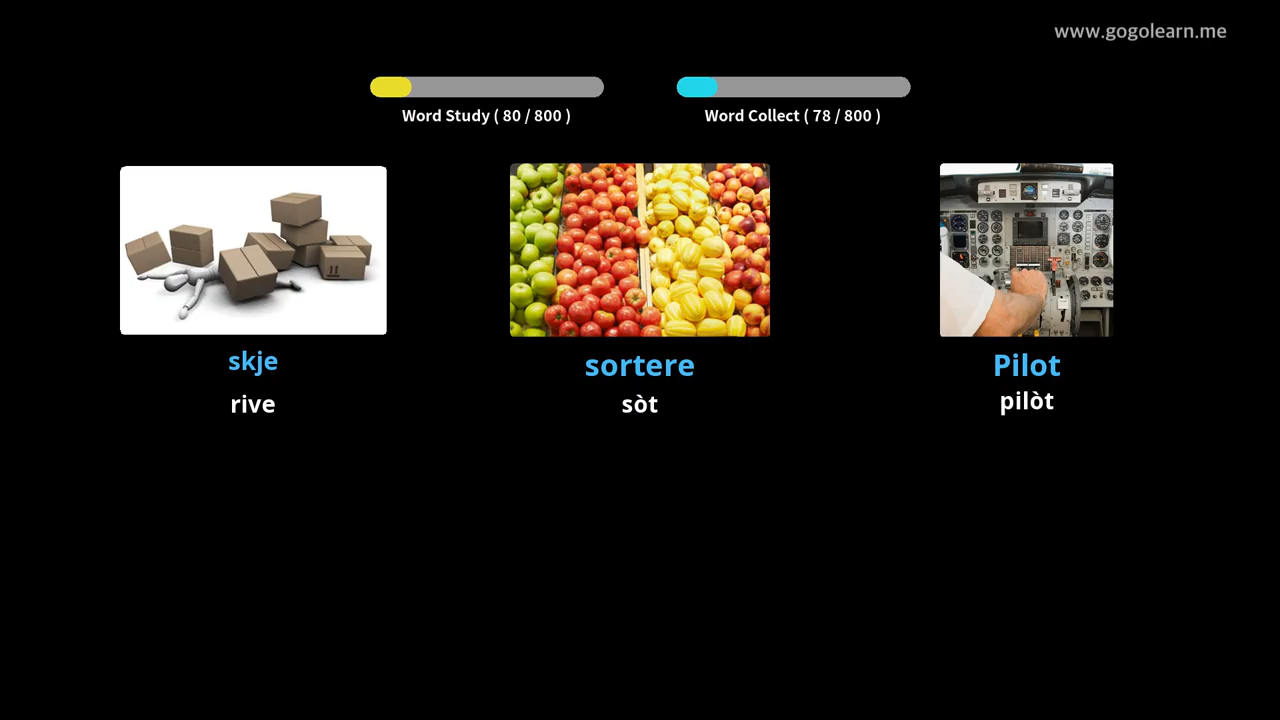 www.gogolearn.me
Word Study ( 80 / 800 )
Word Collect ( 78 / 800 )
skje
rive
sortere
sòt
Pilot
pilòt